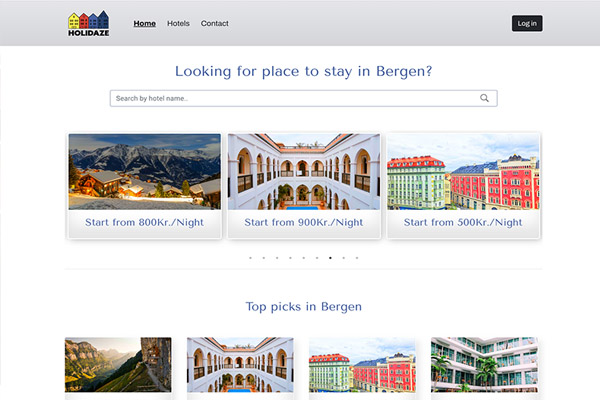 HOLIDAZE
Home
Hotels
Contact
Log in
Looking for place to stay in Bergen?
Search by hotel name..
Start from 800Kr./Night
Start from 900Kr./Night
Start from 500Kr./Night
Top picks in Bergen